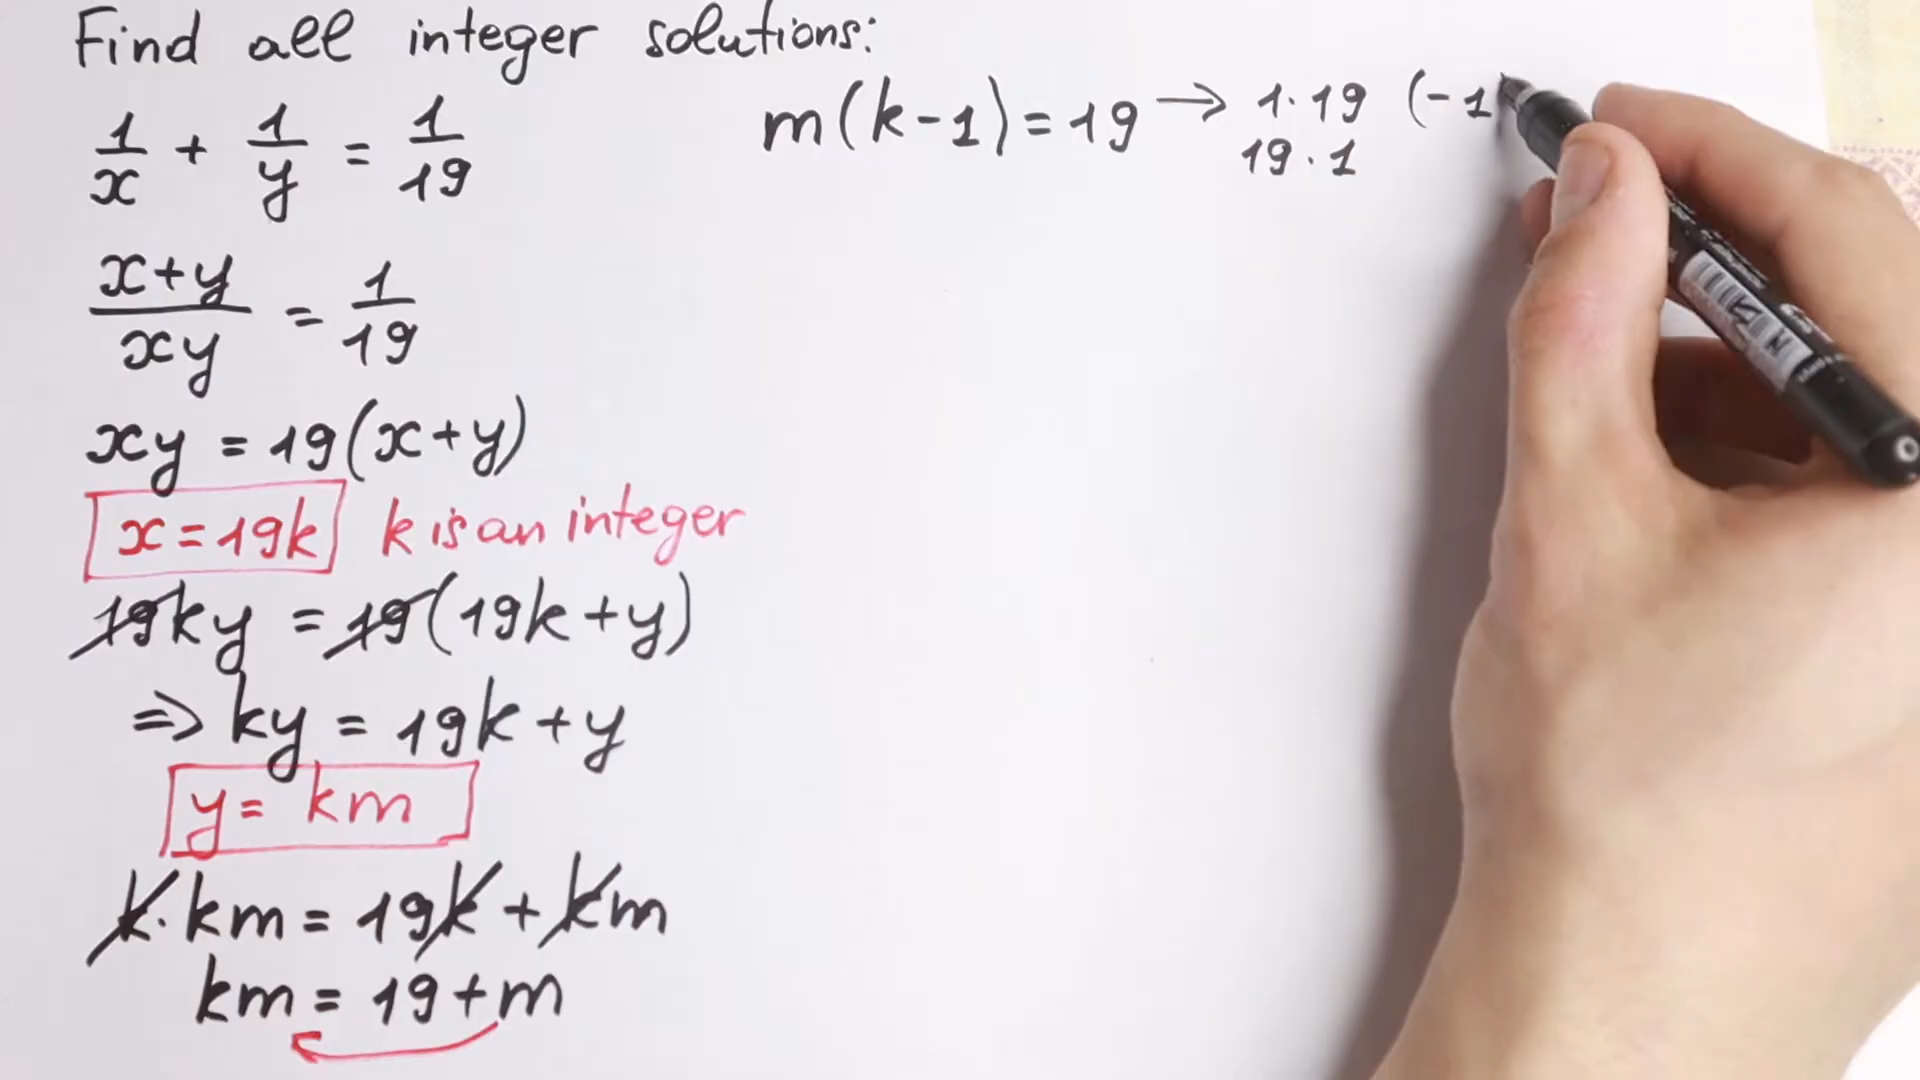 Find all integer solutions:
1/x + 1/y = 1/19
(x+y)/(xy) = 1/19
xy = 19(x+y)
x=19k k is an integer
19ky = 19(19k+y)
⇒ ky = 19k+y
y= km
k·km = 19k+km
km = 19+m
m(k-1)=19 → 1·19 (-1
19·1